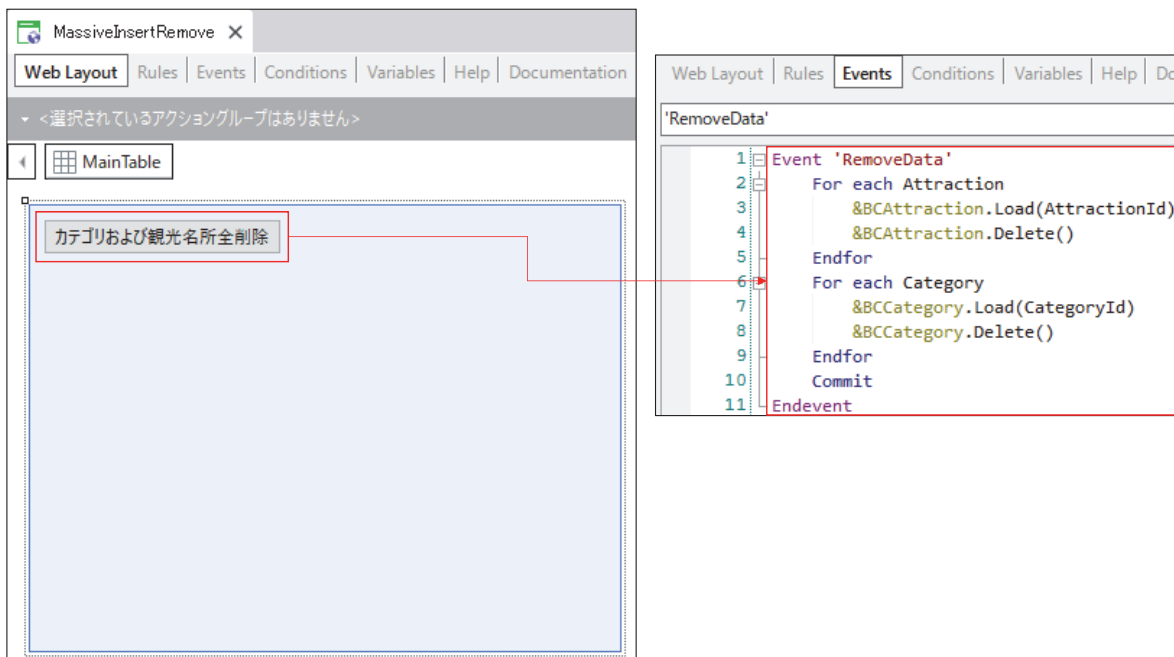 MassiveInsertRemove
Web Layout Rules Events Conditions Variables Help Documentation
<選択されているアクショングループはありません>
MainTable
カテゴリおよび観光名所全削除
Web Layout Rules Events Conditions Variables Help Do
'RemoveData'
1 Event 'RemoveData'
2 For each Attraction
3 &BCAttraction.Load(AttractionId)
4 &BCAttraction.Delete()
5 Endfor
6 For each Category
7 &BCCategory.Load(CategoryId)
8 &BCCategory.Delete()
9 Endfor
10 Commit
11 Endevent